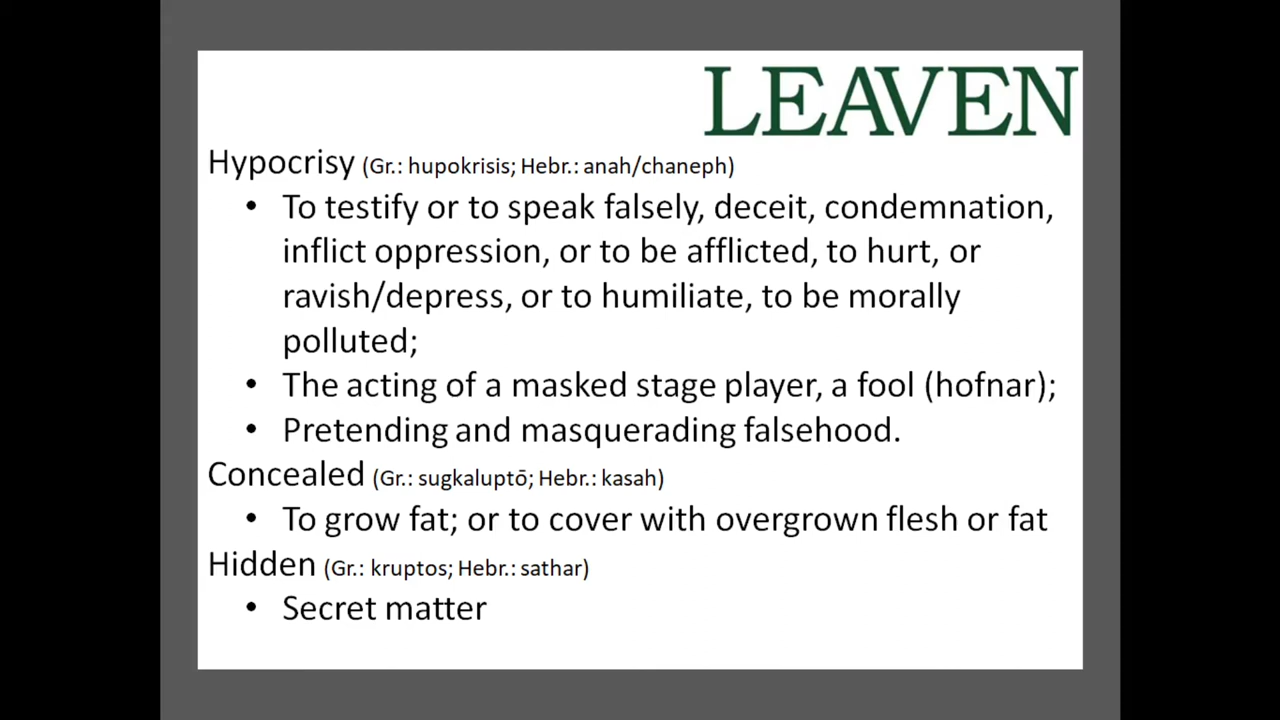 LEAVEN
Hypocrisy (Gr.: hupokrisis; Hebr.: anah/chaneph)
• To testify or to speak falsely, deceit, condemnation,
inflict oppression, or to be afflicted, to hurt, or
ravish/depress, or to humiliate, to be morally
polluted;
• The acting of a masked stage player, a fool (hofnar);
• Pretending and masquerading falsehood.
Concealed (Gr.: sugkaluptō; Hebr.: kasah)
• To grow fat; or to cover with overgrown flesh or fat
Hidden (Gr.: kruptos; Hebr.: sathar)
• Secret matter